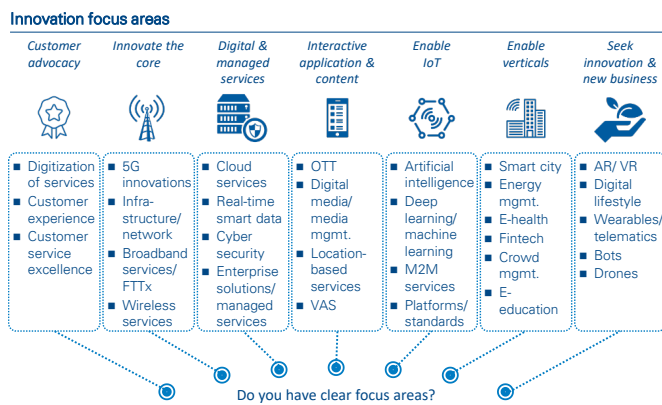 Innovation focus areas
Customer
advocacy
Innovate the
core
Digital &
managed
services
Interactive
application &
content
Enable
IoT
Enable
verticals
Seek
innovation &
new business
■ Digitization
of services
■ Customer
experience
■ Customer
service
excellence
■ 5G
innovations
■ Infra-
structure/
network
■ Broadband
services/
FTTx
■ Wireless
services
■ Cloud
services
■ Real-time
smart data
■ Cyber
security
■ Enterprise
solutions/
managed
services
■ OTT
■ Digital
media/
media
mgmt.
■ Location-
based
services
■ VAS
■ Artificial
intelligence
■ Deep
learning/
machine
learning
■ M2M
services
■ Platforms/
standards
■ Smart city
■ Energy
mgmt.
■ E-health
■ Fintech
■ Crowd
mgmt.
■ E-
education
■ AR/ VR
■ Digital
lifestyle
■ Wearables/
telematics
■ Bots
■ Drones
Do you have clear focus areas?